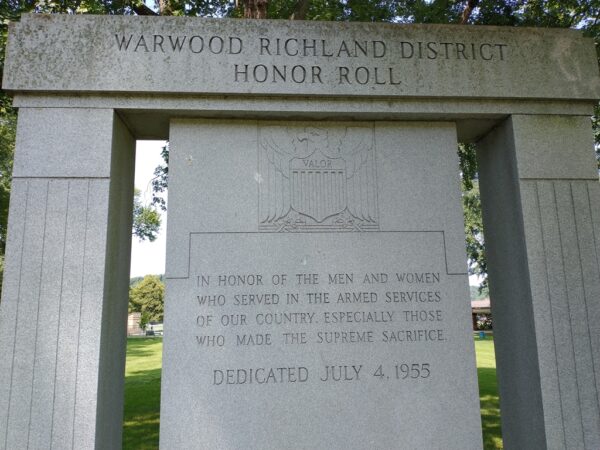 WARWOOD RICHLAND DISTRICT
HONOR ROLL
VALOR
IN HONOR OF THE MEN AND WOMEN
WHO SERVED IN THE ARMED SERVICES
OF OUR COUNTRY, ESPECIALLY THOSE
WHO MADE THE SUPREME SACRIFICE.
DEDICATED JULY 4, 1955